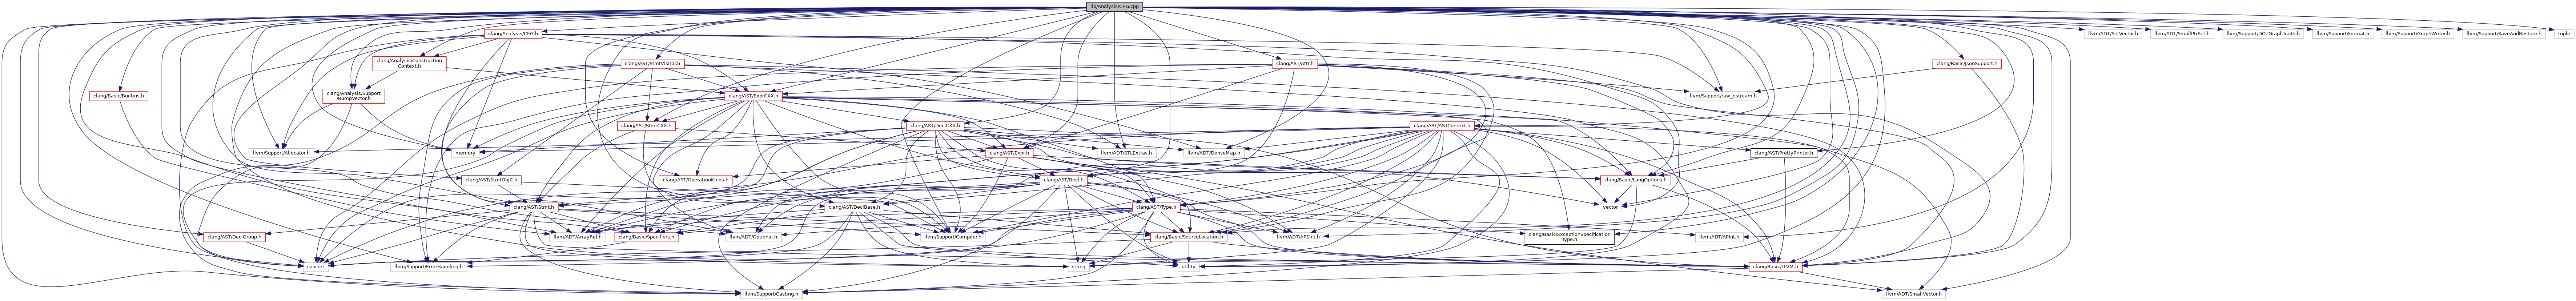 lib/Analysis/CFG.cpp
clang/Analysis/CFG.h
llvm/ADT/SetVector.h
llvm/ADT/SmallPtrSet.h
llvm/Support/DOTGraphTraits.h
llvm/Support/Format.h
llvm/Support/GraphWriter.h
llvm/Support/SaveAndRestore.h
tuple
clang/Analysis/Construction
Context.h
clang/AST/StmtVisitor.h
clang/AST/Attr.h
clang/Basic/JsonSupport.h
clang/Basic/Builtins.h
clang/Analysis/Support
/BumpVector.h
clang/AST/ExprCXX.h
llvm/Support/raw_ostream.h
clang/AST/StmtCXX.h
clang/AST/DeclCXX.h
clang/AST/ASTContext.h
llvm/Support/Allocator.h
memory
clang/AST/Expr.h
llvm/ADT/STLExtras.h
llvm/ADT/DenseMap.h
clang/AST/PrettyPrinter.h
clang/AST/StmtObjC.h
clang/AST/OperationKinds.h
clang/AST/Decl.h
clang/Basic/LangOptions.h
clang/AST/Stmt.h
clang/AST/DeclBase.h
clang/AST/Type.h
vector
clang/AST/DeclGroup.h
llvm/ADT/ArrayRef.h
clang/Basic/Specifiers.h
llvm/ADT/Optional.h
llvm/Support/Compiler.h
clang/Basic/SourceLocation.h
llvm/ADT/APSInt.h
clang/Basic/ExceptionSpecification
Type.h
llvm/ADT/APInt.h
cassert
llvm/Support/ErrorHandling.h
string
utility
clang/Basic/LLVM.h
llvm/Support/Casting.h
llvm/ADT/SmallVector.h